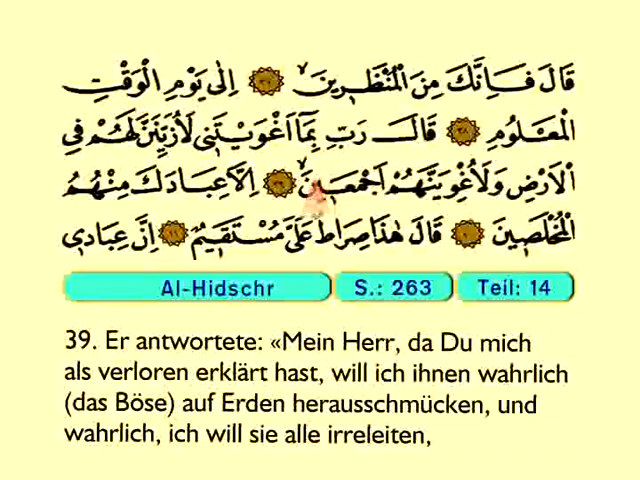 قَالَ فَاِنَّكَ مِنَ الْمُنْظَرٖينَۙ ﴿٣٧﴾ اِلٰى يَوْمِ الْوَقْتِ
الْمَعْلُومِ ﴿٣٨﴾ قَالَ رَبِّ بِمَٓا اَغْوَيْتَنٖى لَاُزَيِّنَنَّ لَهُمْ فِى
الْاَرْضِ وَلَاُغْوِيَنَّهُمْ اَجْمَعٖينَۙ ﴿٣٩﴾ اِلَّا عِبَادَكَ مِنْهُمُ
الْمُخْلَصٖينَ ﴿٤٠﴾ قَالَ هٰذَا صِرَاطٌ عَلَىَّ مُسْتَقٖيمٌ ﴿٤١﴾ اِنَّ عِبَادٖى
Al-Hidschr S.: 263 Teil: 14
39. Er antwortete: «Mein Herr, da Du mich
als verloren erklärt hast, will ich ihnen wahrlich
(das Böse) auf Erden herausschmücken, und
wahrlich, ich will sie alle irreleiten,